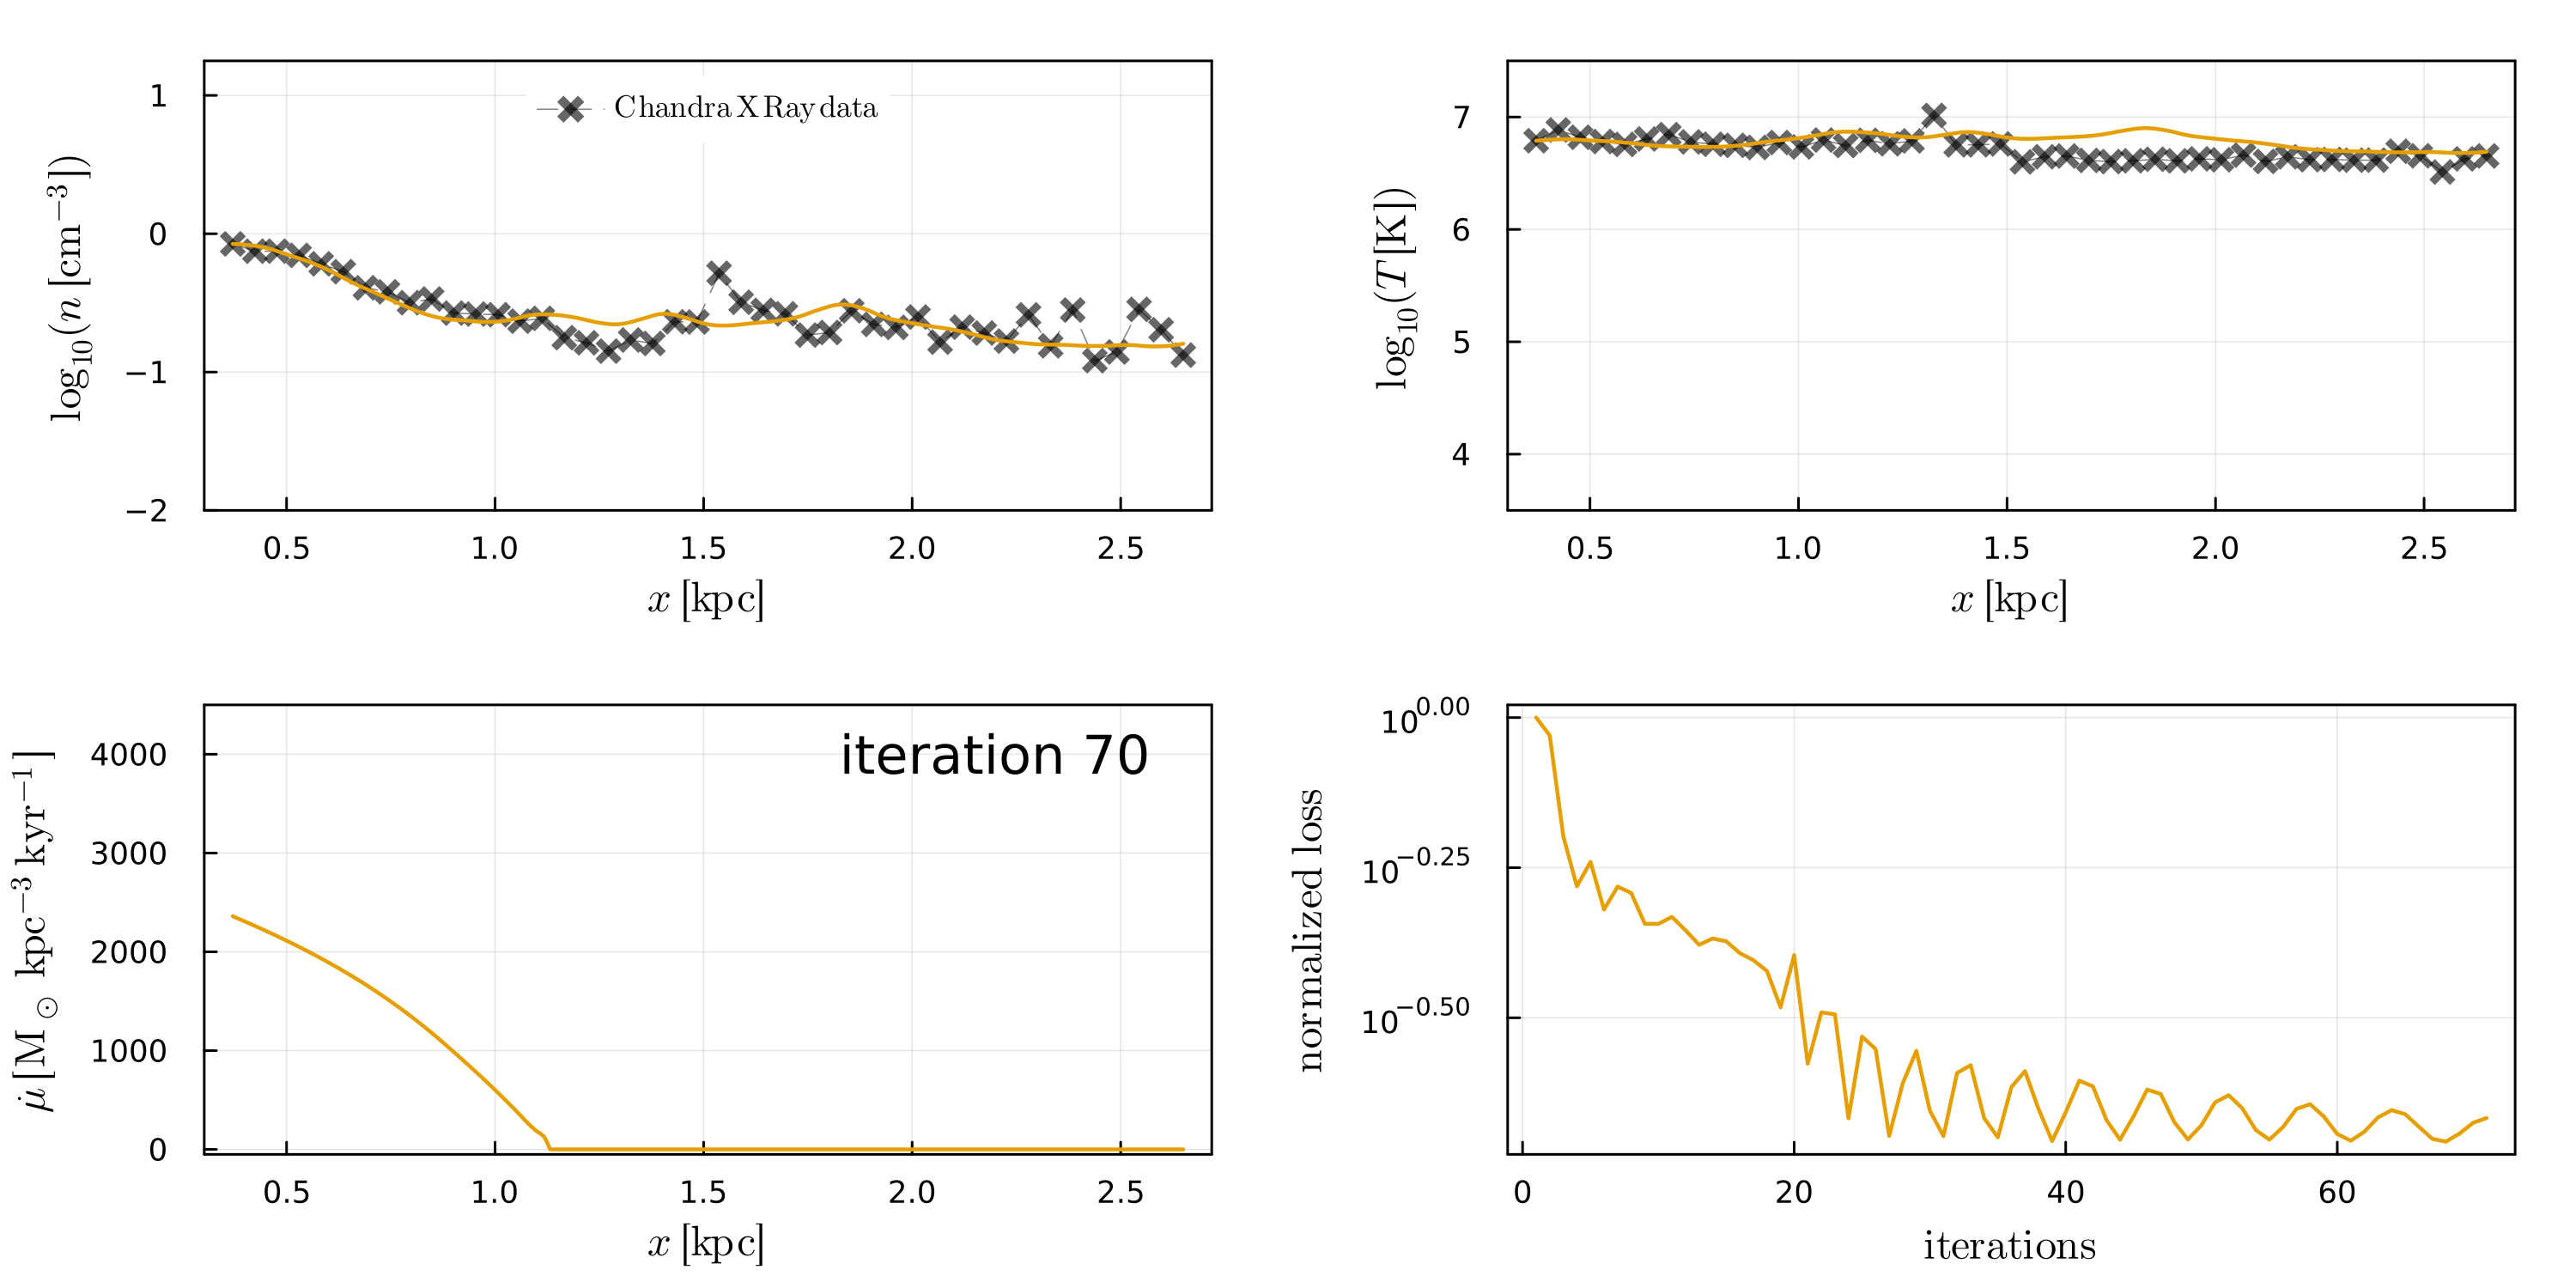 log₁₀(n [cm⁻³])
1
0
−1
−2
Chandra X Ray data
0.5 1.0 1.5 2.0 2.5
x [kpc]
log₁₀(T [K])
7
6
5
4
0.5 1.0 1.5 2.0 2.5
x [kpc]
μ̇ [M⊙ kpc⁻³ kyr⁻¹]
4000
3000
2000
1000
0
iteration 70
0.5 1.0 1.5 2.0 2.5
x [kpc]
normalized loss
10⁰·⁰⁰
10⁻⁰·²⁵
10⁻⁰·⁵⁰
0 20 40 60
iterations